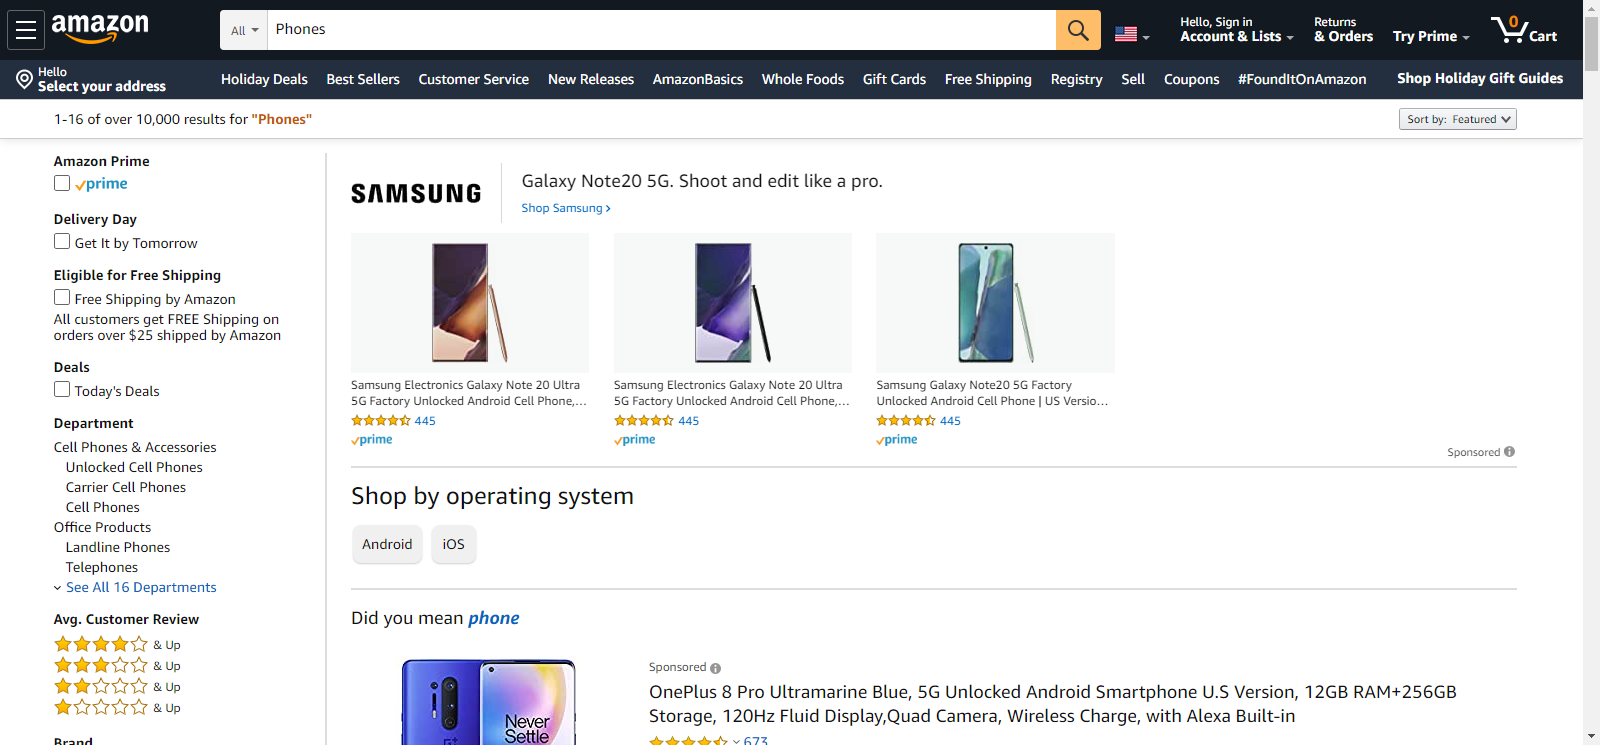 amazon
All
Phones
Hello, Sign in
Account & Lists
Returns
& Orders
Try Prime
0
Cart
Hello
Select your address
Holiday Deals
Best Sellers
Customer Service
New Releases
AmazonBasics
Whole Foods
Gift Cards
Free Shipping
Registry
Sell
Coupons
#FoundItOnAmazon
Shop Holiday Gift Guides
1-16 of over 10,000 results for "Phones"
Sort by: Featured
Amazon Prime
prime
Delivery Day
Get It by Tomorrow
Eligible for Free Shipping
Free Shipping by Amazon
All customers get FREE Shipping on
orders over $25 shipped by Amazon
Deals
Today's Deals
Department
Cell Phones & Accessories
Unlocked Cell Phones
Carrier Cell Phones
Cell Phones
Office Products
Landline Phones
Telephones
See All 16 Departments
Avg. Customer Review
& Up
& Up
& Up
& Up
Brand
SAMSUNG
Galaxy Note20 5G. Shoot and edit like a pro.
Shop Samsung ›
Samsung Electronics Galaxy Note 20 Ultra
5G Factory Unlocked Android Cell Phone,...
445
prime
Samsung Electronics Galaxy Note 20 Ultra
5G Factory Unlocked Android Cell Phone,...
445
prime
Samsung Galaxy Note20 5G Factory
Unlocked Android Cell Phone | US Versio...
445
prime
Sponsored
Shop by operating system
Android
iOS
Did you mean phone
Never
Settle
Sponsored
OnePlus 8 Pro Ultramarine Blue, 5G Unlocked Android Smartphone U.S Version, 12GB RAM+256GB
Storage, 120Hz Fluid Display,Quad Camera, Wireless Charge, with Alexa Built-in
673